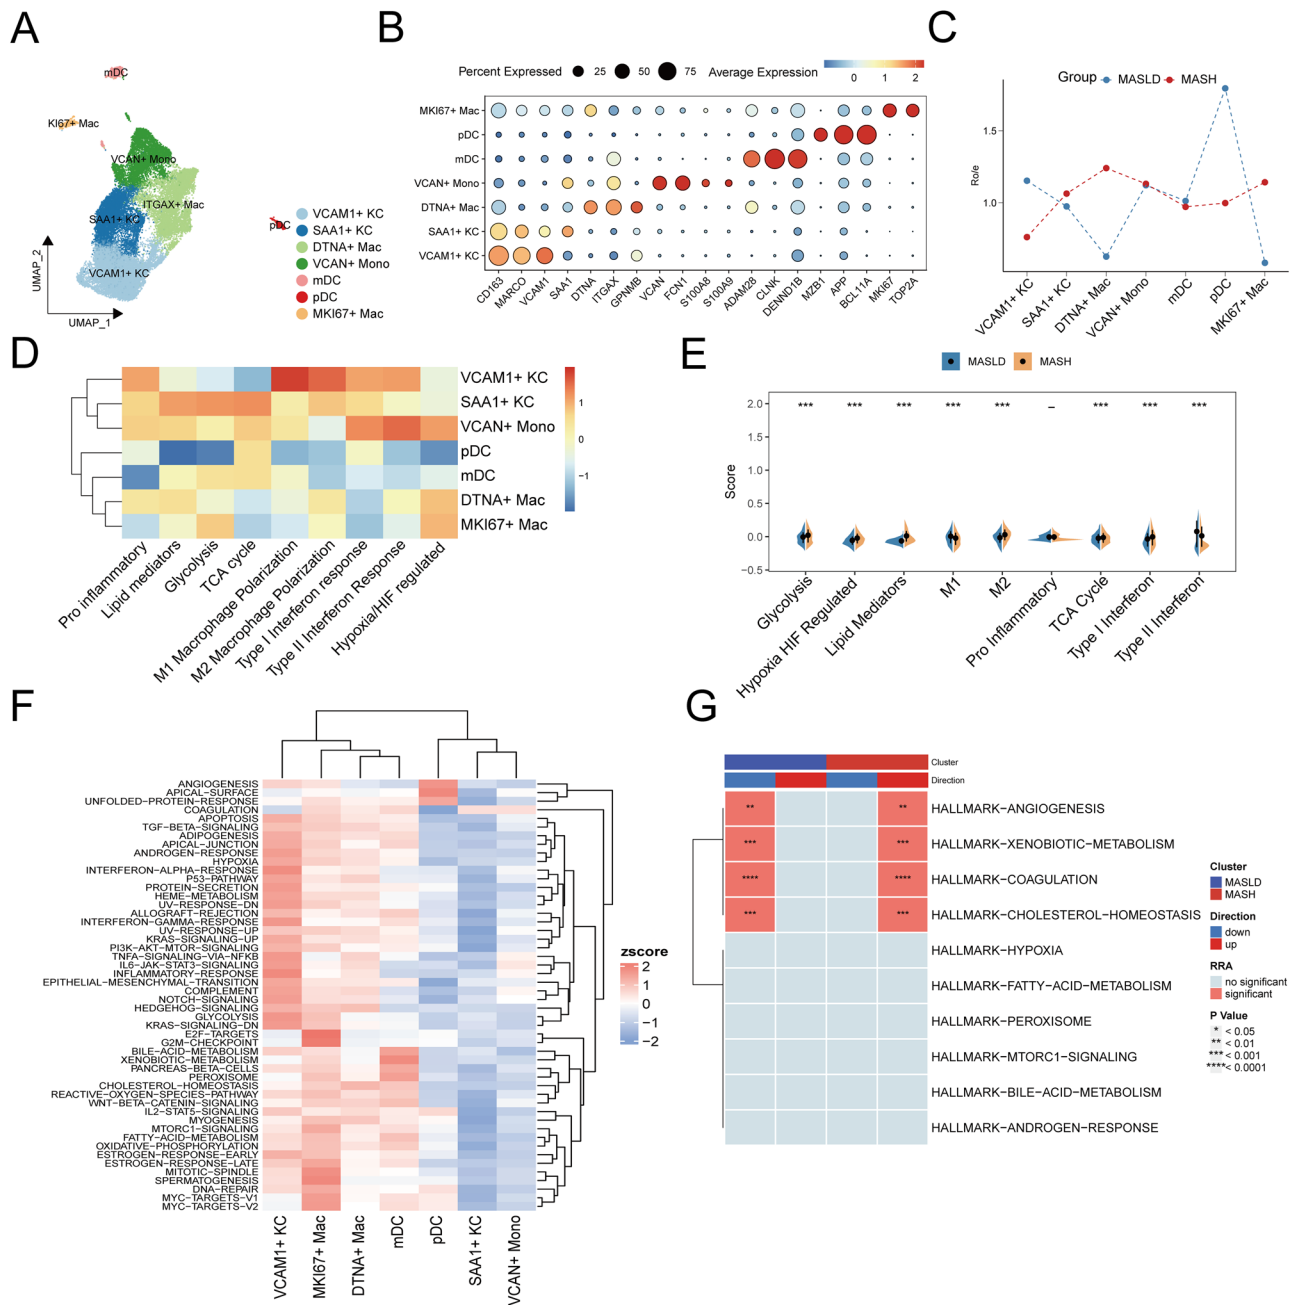 A
mDC
KI67+ Mac
VCAN+ Mono
ITGAX+ Mac
SAA1+ KC
VCAM1+ KC
pDC
UMAP_2
UMAP_1
VCAM1+ KC
SAA1+ KC
DTNA+ Mac
VCAN+ Mono
mDC
pDC
MKI67+ Mac
B
Percent Expressed 25 50 75 Average Expression 0 1 2
MKI67+ Mac
pDC
mDC
VCAN+ Mono
DTNA+ Mac
SAA1+ KC
VCAM1+ KC
CD163 MARCO VCAM1 SAA1 DTNA ITGAX GPNMB VCAN FCN1 S100A8 S100A9 ADAM28 CLNK DENND1B MZB1 APP BCL11A MKI67 TOP2A
C
Group MASLD MASH
1.5
1.0
Ro/e
VCAM1+ KC SAA1+ KC DTNA+ Mac VCAN+ Mono mDC pDC MKI67+ Mac
D
VCAM1+ KC
SAA1+ KC
VCAN+ Mono
pDC
mDC
DTNA+ Mac
MKI67+ Mac
1
0
−1
Pro inflammatory
Lipid mediators
Glycolysis
TCA cycle
M1 Macrophage Polarization
M2 Macrophage Polarization
Type I Interferon response
Type II Interferon Response
Hypoxia/HIF regulated
E
MASLD MASH
Score
2.0
1.5
1.0
0.5
0.0
−0.5
*** *** *** *** *** – *** *** ***
Glycolysis
Hypoxia HIF Regulated
Lipid Mediators
M1
M2
Pro Inflammatory
TCA Cycle
Type I Interferon
Type II Interferon
F
ANGIOGENESIS
APICAL−SURFACE
UNFOLDED−PROTEIN−RESPONSE
COAGULATION
APOPTOSIS
TGF−BETA−SIGNALING
ADIPOGENESIS
APICAL−JUNCTION
ANDROGEN−RESPONSE
HYPOXIA
INTERFERON−ALPHA−RESPONSE
P53−PATHWAY
PROTEIN−SECRETION
HEME−METABOLISM
UV−RESPONSE−DN
ALLOGRAFT−REJECTION
INTERFERON−GAMMA−RESPONSE
UV−RESPONSE−UP
KRAS−SIGNALING−UP
PI3K−AKT−MTOR−SIGNALING
TNFA−SIGNALING−VIA−NFKB
IL6−JAK−STAT3−SIGNALING
INFLAMMATORY−RESPONSE
EPITHELIAL−MESENCHYMAL−TRANSITION
COMPLEMENT
NOTCH−SIGNALING
HEDGEHOG−SIGNALING
GLYCOLYSIS
KRAS−SIGNALING−DN
E2F−TARGETS
G2M−CHECKPOINT
BILE−ACID−METABOLISM
XENOBIOTIC−METABOLISM
PANCREAS−BETA−CELLS
PEROXISOME
CHOLESTEROL−HOMEOSTASIS
REACTIVE−OXYGEN−SPECIES−PATHWAY
WNT−BETA−CATENIN−SIGNALING
IL2−STAT5−SIGNALING
MYOGENESIS
MTORC1−SIGNALING
FATTY−ACID−METABOLISM
OXIDATIVE−PHOSPHORYLATION
ESTROGEN−RESPONSE−EARLY
ESTROGEN−RESPONSE−LATE
MITOTIC−SPINDLE
SPERMATOGENESIS
DNA−REPAIR
MYC−TARGETS−V1
MYC−TARGETS−V2
VCAM1+ KC
MKI67+ Mac
DTNA+ Mac
mDC
pDC
SAA1+ KC
VCAN+ Mono
zscore
2
1
0
−1
−2
G
Cluster
Direction
** ** HALLMARK−ANGIOGENESIS
*** *** HALLMARK−XENOBIOTIC−METABOLISM
**** **** HALLMARK−COAGULATION
*** *** HALLMARK−CHOLESTEROL−HOMEOSTASIS
HALLMARK−HYPOXIA
HALLMARK−FATTY−ACID−METABOLISM
HALLMARK−PEROXISOME
HALLMARK−MTORC1−SIGNALING
HALLMARK−BILE−ACID−METABOLISM
HALLMARK−ANDROGEN−RESPONSE
Cluster
MASLD
MASH
Direction
down
up
RRA
no significant
significant
P Value
* < 0.05
** < 0.01
*** < 0.001
**** < 0.0001